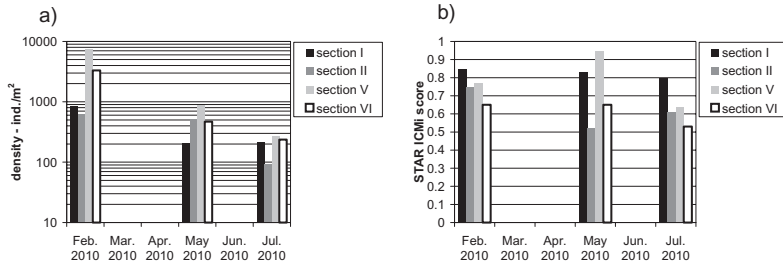 a)
10000
1000
100
10
density - ind./m²
Feb. 2010
Mar. 2010
Apr. 2010
May 2010
Jun. 2010
Jul. 2010
section I
section II
section V
section VI
b)
1
0.9
0.8
0.7
0.6
0.5
0.4
0.3
0.2
0.1
0
STAR ICMi score
Feb. 2010
Mar. 2010
Apr. 2010
May 2010
Jun. 2010
Jul. 2010
section I
section II
section V
section VI